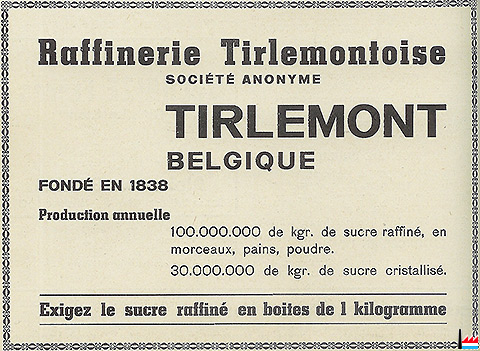 Raffinerie Tirlemontoise
SOCIÉTÉ ANONYME
TIRLEMONT
BELGIQUE
FONDÉ EN 1838
Production annuelle
100.000.000 de kgr. de sucre raffiné, en
morceaux, pains, poudre.
30.000.000 de kgr. de sucre cristallisé.
Exigez le sucre raffiné en boites de 1 kilogramme